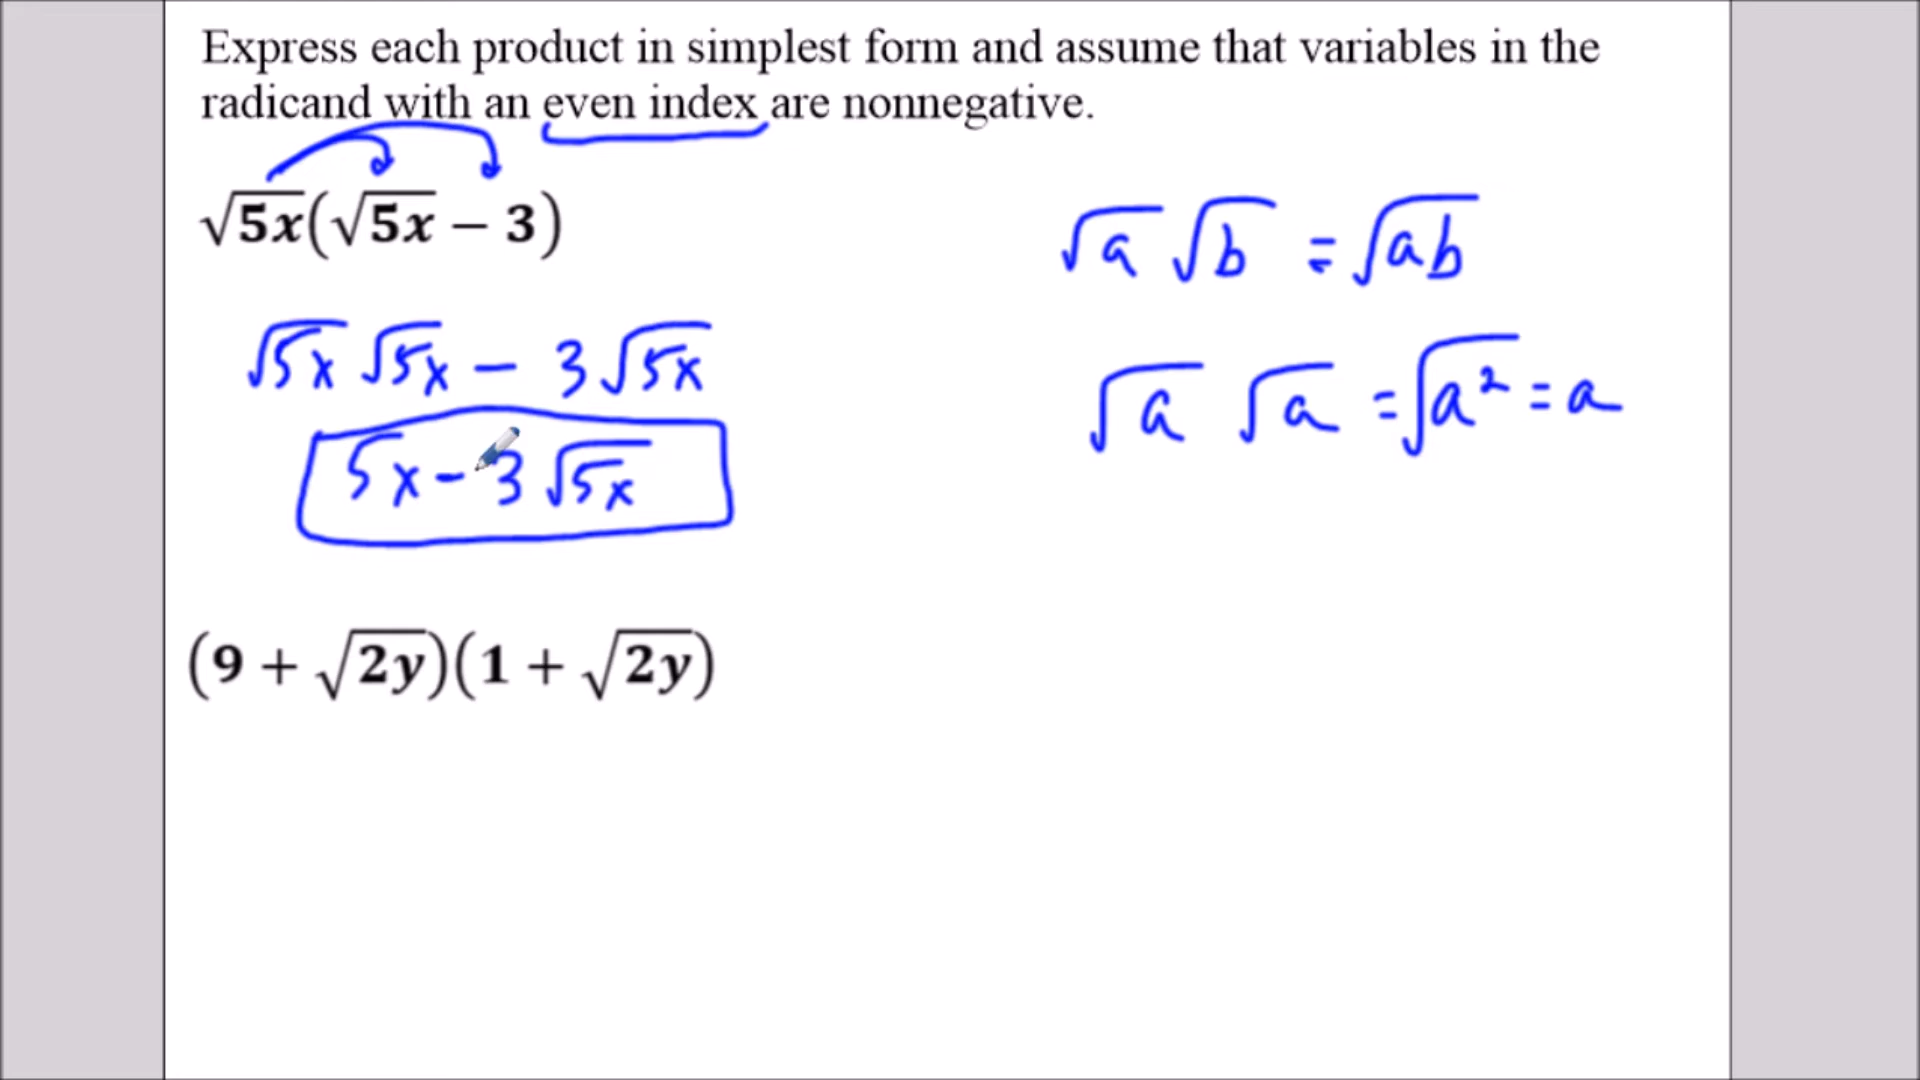 Express each product in simplest form and assume that variables in the
radicand with an even index are nonnegative.
√5x(√5x − 3)
√a √b = √ab
√5x √5x − 3√5x
√a √a = √a² = a
5x − 3√5x
(9 + √2y)(1 + √2y)